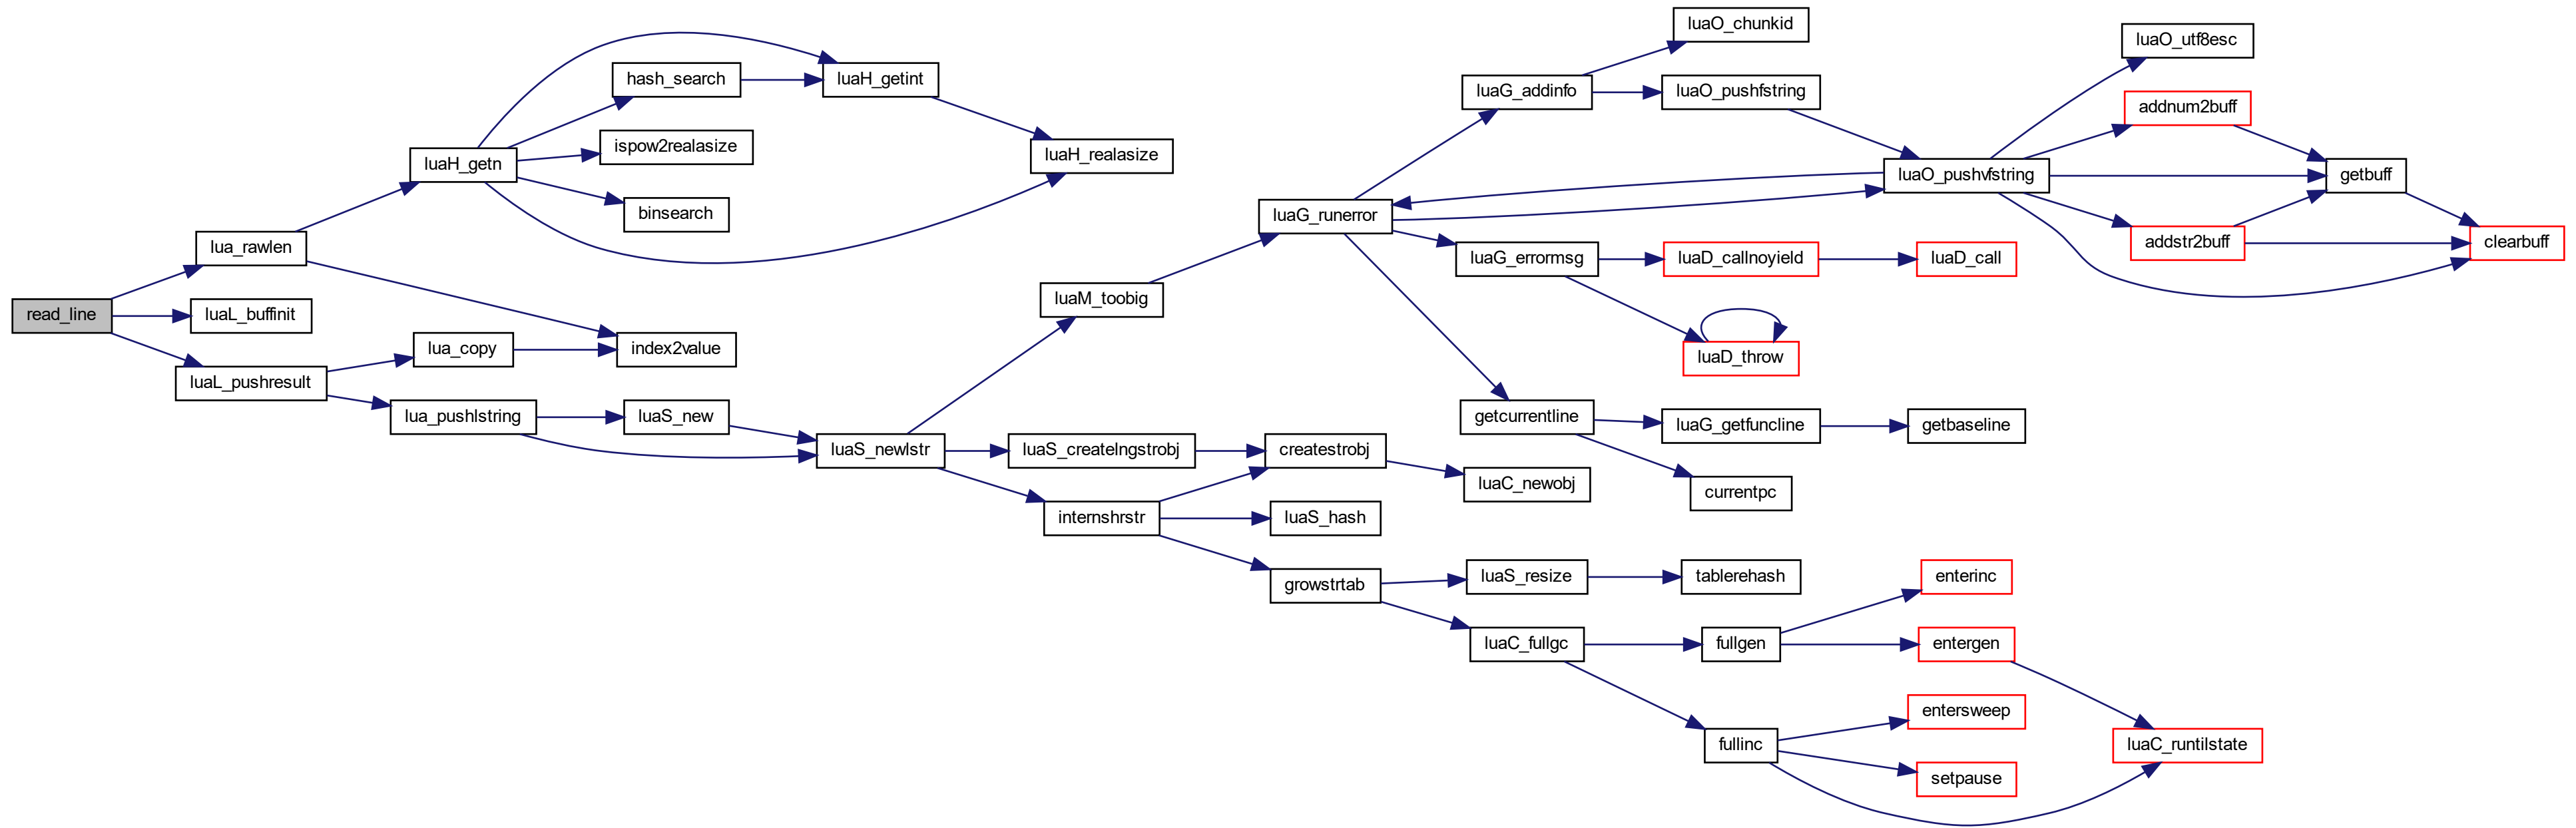 read_line
lua_rawlen
luaL_buffinit
luaL_pushresult
luaH_getn
lua_copy
lua_pushlstring
hash_search
ispow2realasize
binsearch
index2value
luaS_new
luaH_getint
luaS_newlstr
luaH_realasize
luaM_toobig
luaS_createlngstrobj
internshrstr
luaG_runerror
createstrobj
luaS_hash
growstrtab
luaG_addinfo
luaG_errormsg
getcurrentline
luaC_newobj
luaS_resize
luaC_fullgc
luaO_chunkid
luaO_pushfstring
luaD_callnoyield
luaD_throw
luaG_getfuncline
currentpc
tablerehash
fullgen
fullinc
luaO_pushvfstring
luaD_call
getbaseline
enterinc
entergen
entersweep
setpause
luaO_utf8esc
addnum2buff
addstr2buff
luaC_runtilstate
getbuff
clearbuff